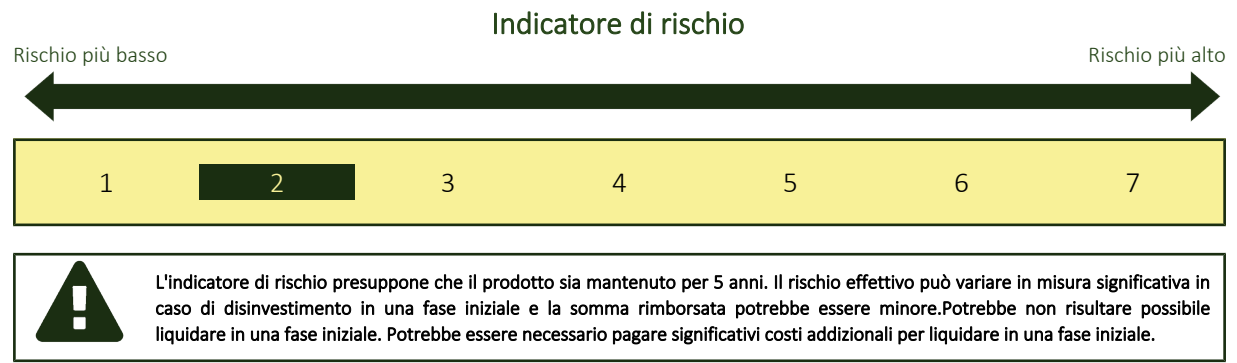 Indicatore di rischio
Rischio più basso
Rischio più alto
1 2 3 4 5 6 7
L'indicatore di rischio presuppone che il prodotto sia mantenuto per 5 anni. Il rischio effettivo può variare in misura significativa in
caso di disinvestimento in una fase iniziale e la somma rimborsata potrebbe essere minore.Potrebbe non risultare possibile
liquidare in una fase iniziale. Potrebbe essere necessario pagare significativi costi addizionali per liquidare in una fase iniziale.